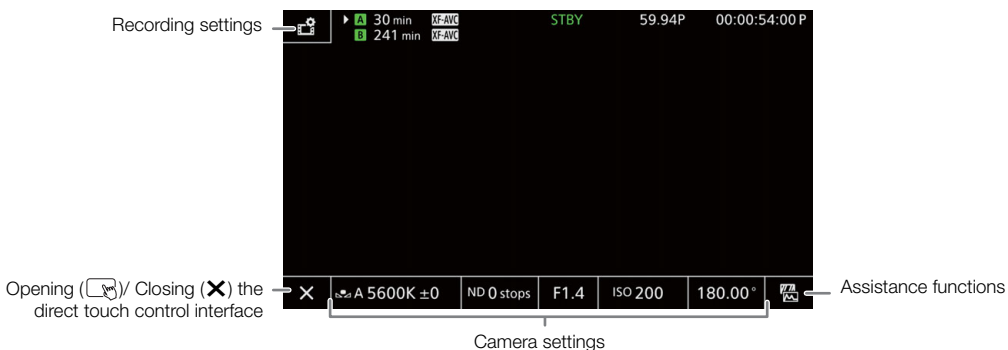 Recording settings
A 30 min XF-AVC STBY 59.94P 00:00:54:00 P
B 241 min XF-AVC
Opening ( )/ Closing (✕) the
direct touch control interface
✕ A 5600K ±0 ND 0 stops F1.4 ISO 200 180.00°
Assistance functions
Camera settings